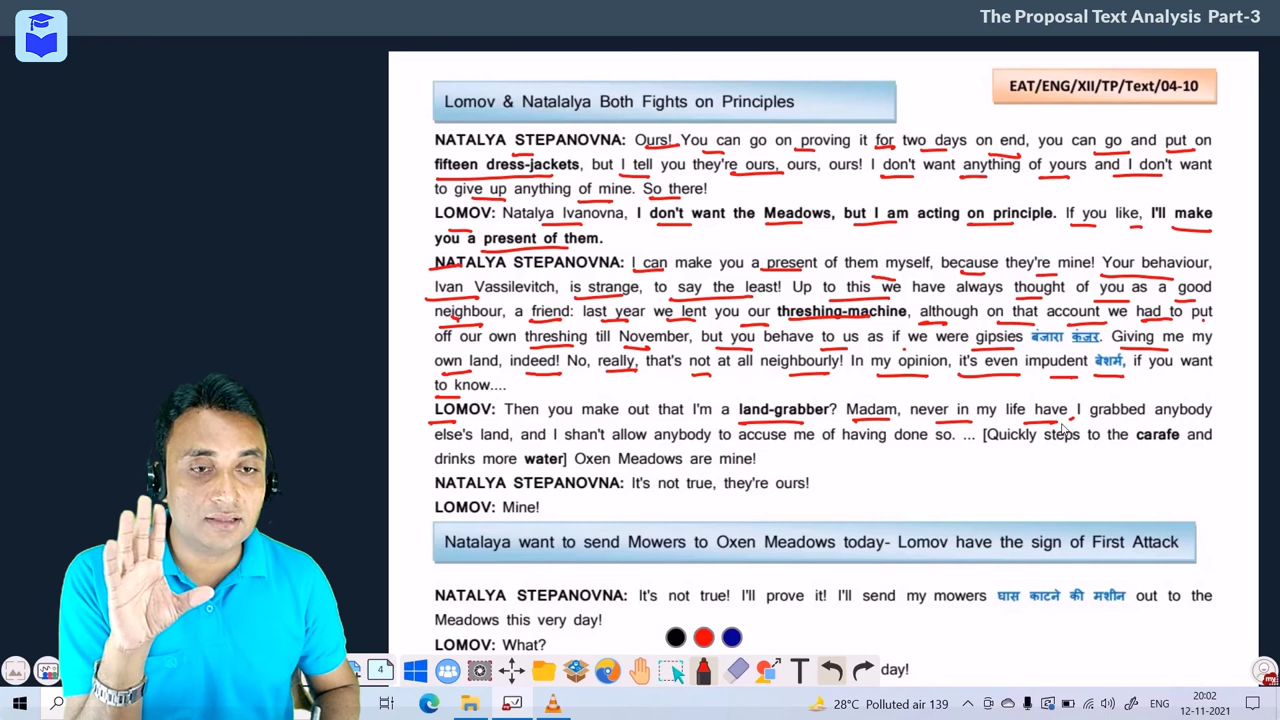 The Proposal Text Analysis Part-3
EAT/ENG/XII/TP/Text/04-10
Lomov & Natalalya Both Fights on Principles
NATALYA STEPANOVNA: Ours! You can go on proving it for two days on end, you can go and put on
fifteen dress-jackets, but I tell you they're ours, ours, ours! I don't want anything of yours and I don't want
to give up anything of mine. So there!
LOMOV: Natalya Ivanovna, I don't want the Meadows, but I am acting on principle. If you like, I'll make
you a present of them.
NATALYA STEPANOVNA: I can make you a present of them myself, because they're mine! Your behaviour,
Ivan Vassilevitch, is strange, to say the least! Up to this we have always thought of you as a good
neighbour, a friend: last year we lent you our threshing-machine, although on that account we had to put
off our own threshing till November, but you behave to us as if we were gipsies बंजारा कंजर. Giving me my
own land, indeed! No, really, that's not at all neighbourly! In my opinion, it's even impudent बेशर्म, if you want
to know....
LOMOV: Then you make out that I'm a land-grabber? Madam, never in my life have I grabbed anybody
else's land, and I shan't allow anybody to accuse me of having done so. ... [Quickly steps to the carafe and
drinks more water] Oxen Meadows are mine!
NATALYA STEPANOVNA: It's not true, they're ours!
LOMOV: Mine!
Natalaya want to send Mowers to Oxen Meadows today- Lomov have the sign of First Attack
NATALYA STEPANOVNA: It's not true! I'll prove it! I'll send my mowers घास काटने की मशीन out to the
Meadows this very day!
LOMOV: What?
day!
4
T
28°C Polluted air 139
ENG
20:02
12-11-2021